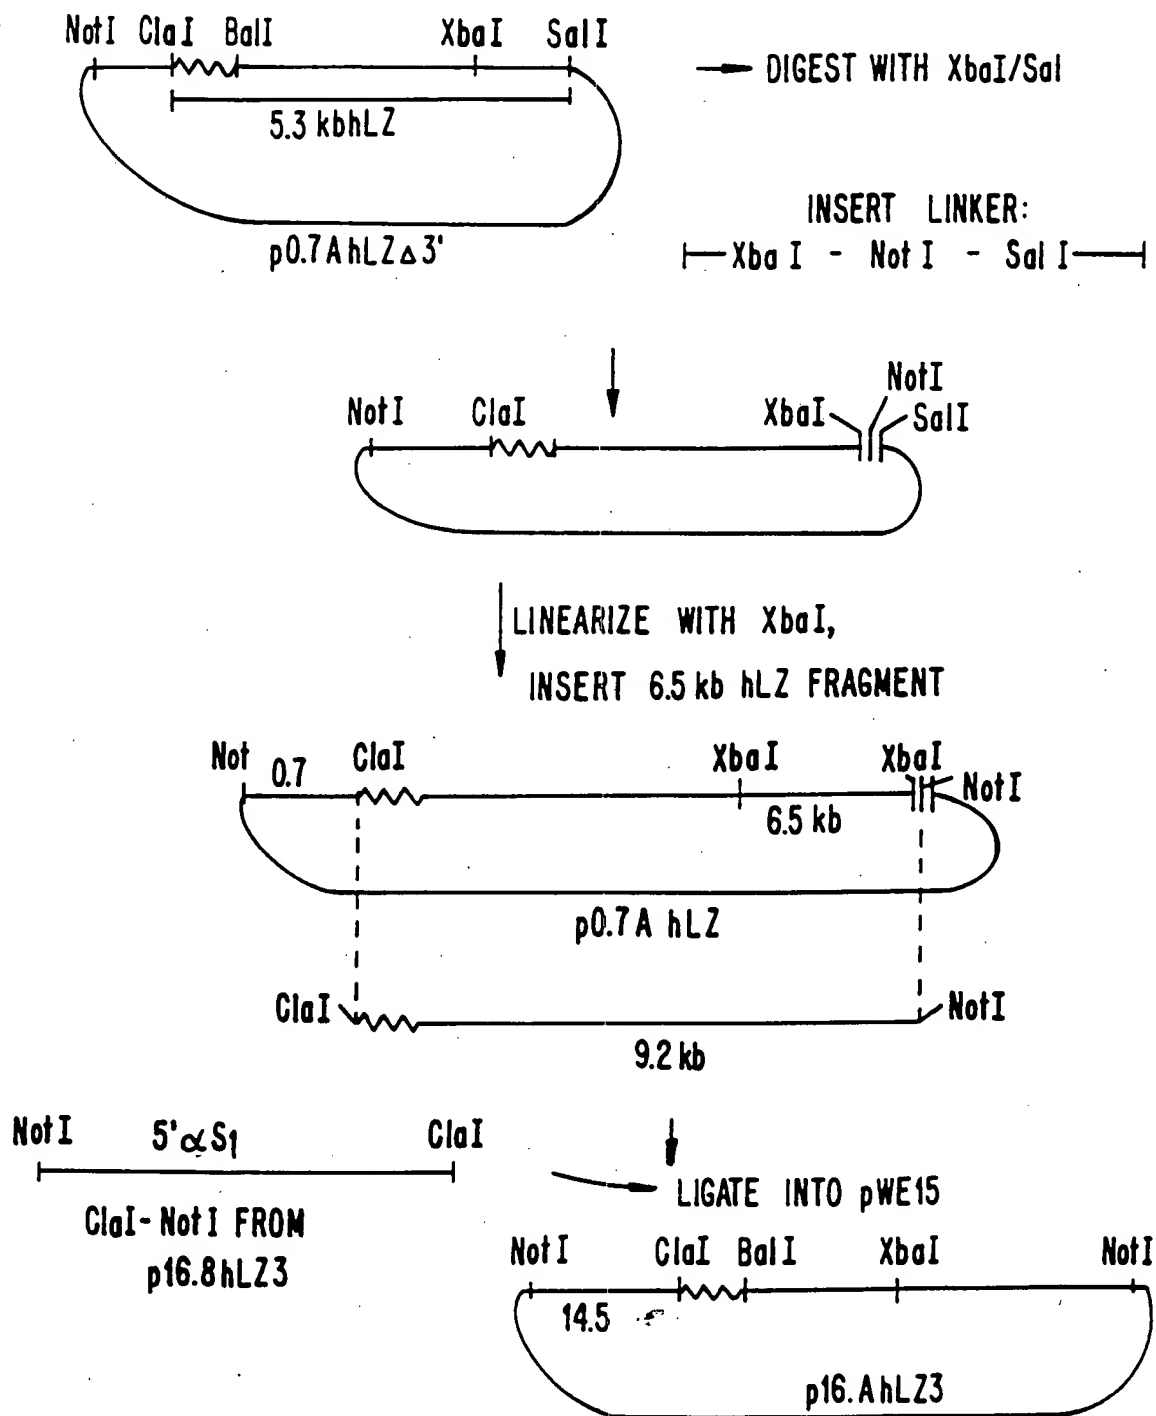 NotI ClaI BalI XbaI SalI
→ DIGEST WITH XbaI/Sal
5.3 kbhLZ
p0.7AhLZΔ3'
INSERT LINKER:
XbaI - NotI - SalI
NotI ClaI XbaI NotI SalI
LINEARIZE WITH XbaI,
INSERT 6.5 kb hLZ FRAGMENT
Not 0.7 ClaI XbaI XbaI NotI
6.5 kb
p0.7A hLZ
ClaI NotI
9.2 kb
NotI 5'αS1 ClaI
ClaI-NotI FROM
p16.8hLZ3
LIGATE INTO pWE15
NotI ClaI BalI XbaI NotI
14.5
p16.AhLZ3